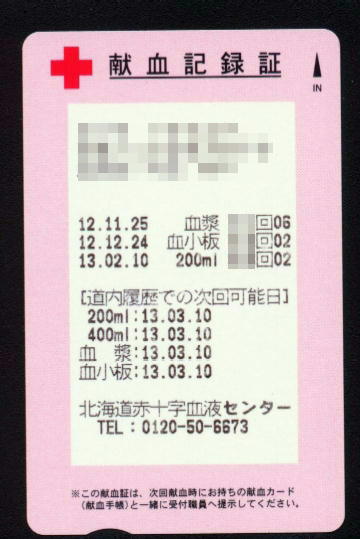 献血記録証
IN
12.11.25 血漿 回06
12.12.24 血小板 回02
13.02.10 200ml 回02
[道内履歴での次回可能日]
200ml:13.03.10
400ml:13.03.10
血 漿:13.03.10
血小板:13.03.10
北海道赤十字血液センター
TEL:0120-50-6673
※この献血証は、次回献血時にお持ちの献血カード
(献血手帳)と一緒に受付職員へ提示してください。